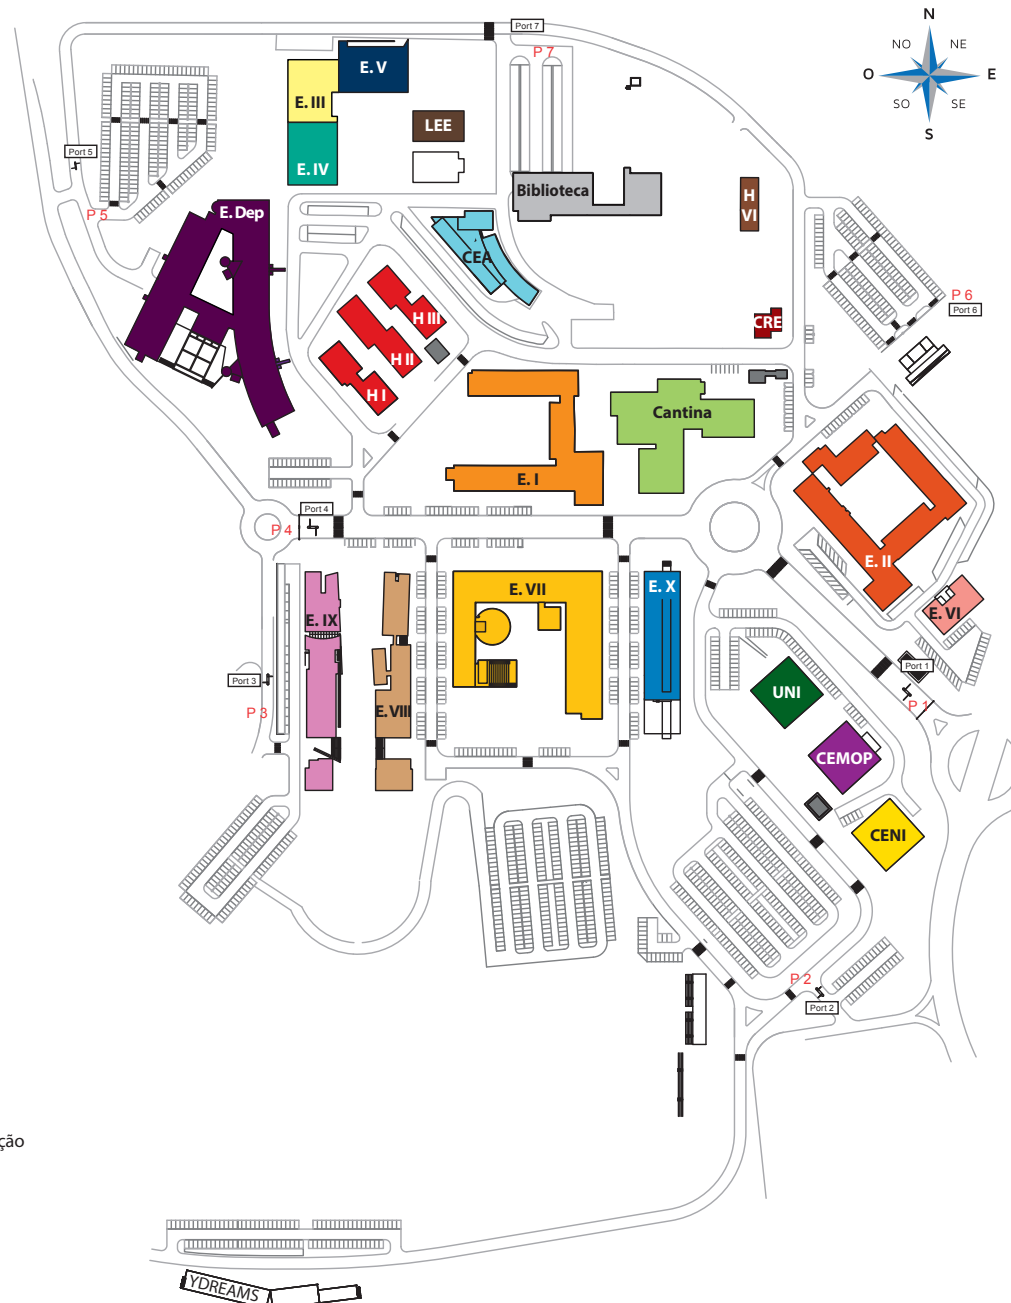 N
NO NE
O E
SO SE
S
Port 7
P 7
E. V
E. III
LEE
E. IV
Port 5
P 5
E. Dep
Biblioteca
H
VI
CEA
P 6
Port 6
H III
CRE
H II
H I
Cantina
E. I
Port 4
P 4
E. II
E. VII
E. X
E. VI
E. IX
Port 1
Port 3
UNI
P 1
P 3
E. VIII
CEMOP
CENI
P 2
Port 2
ção
YDREAMS